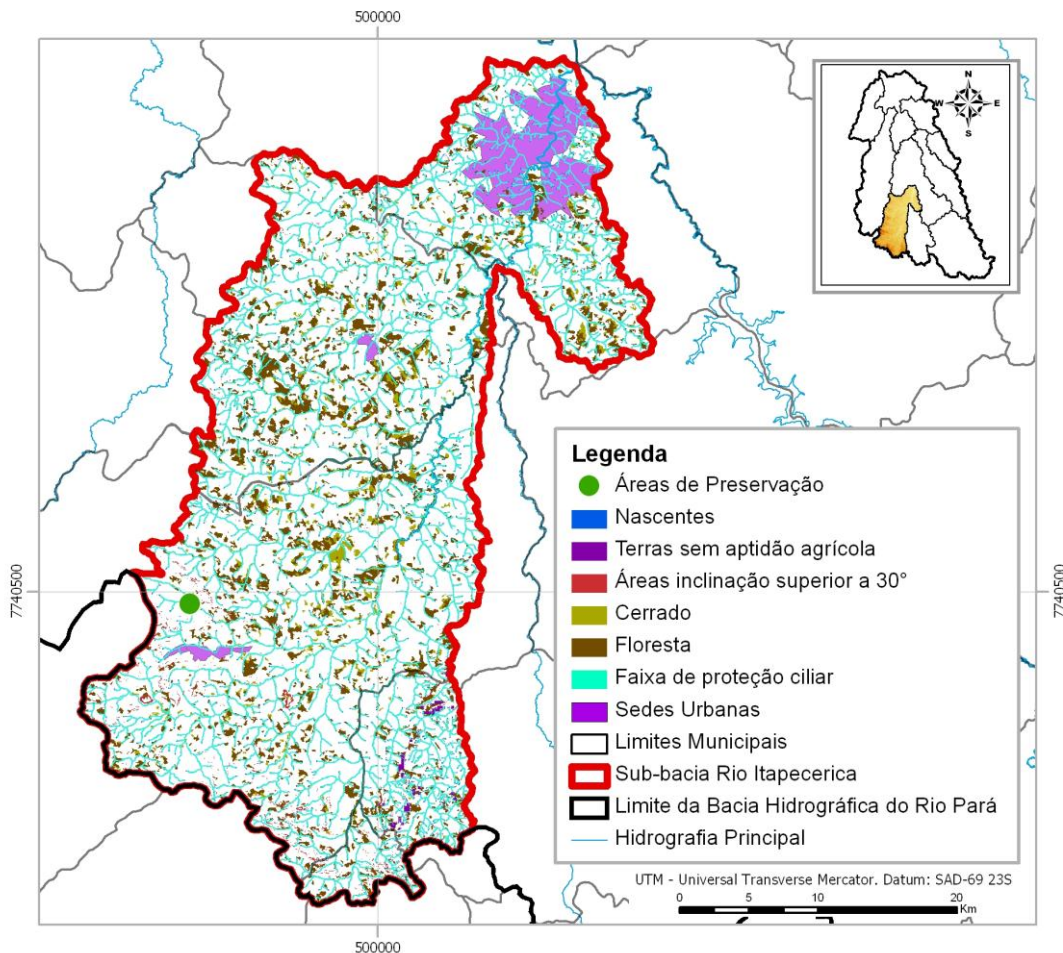 500000
N
W
E
S
Legenda
Áreas de Preservação
Nascentes
Terras sem aptidão agrícola
Áreas inclinação superior a 30°
Cerrado
Floresta
Faixa de proteção ciliar
Sedes Urbanas
Limites Municipais
Sub-bacia Rio Itapecerica
Limite da Bacia Hidrográfica do Rio Pará
Hidrografia Principal
7740500
7740500
UTM - Universal Transverse Mercator. Datum: SAD-69 23S
0 5 10 20
Km
500000